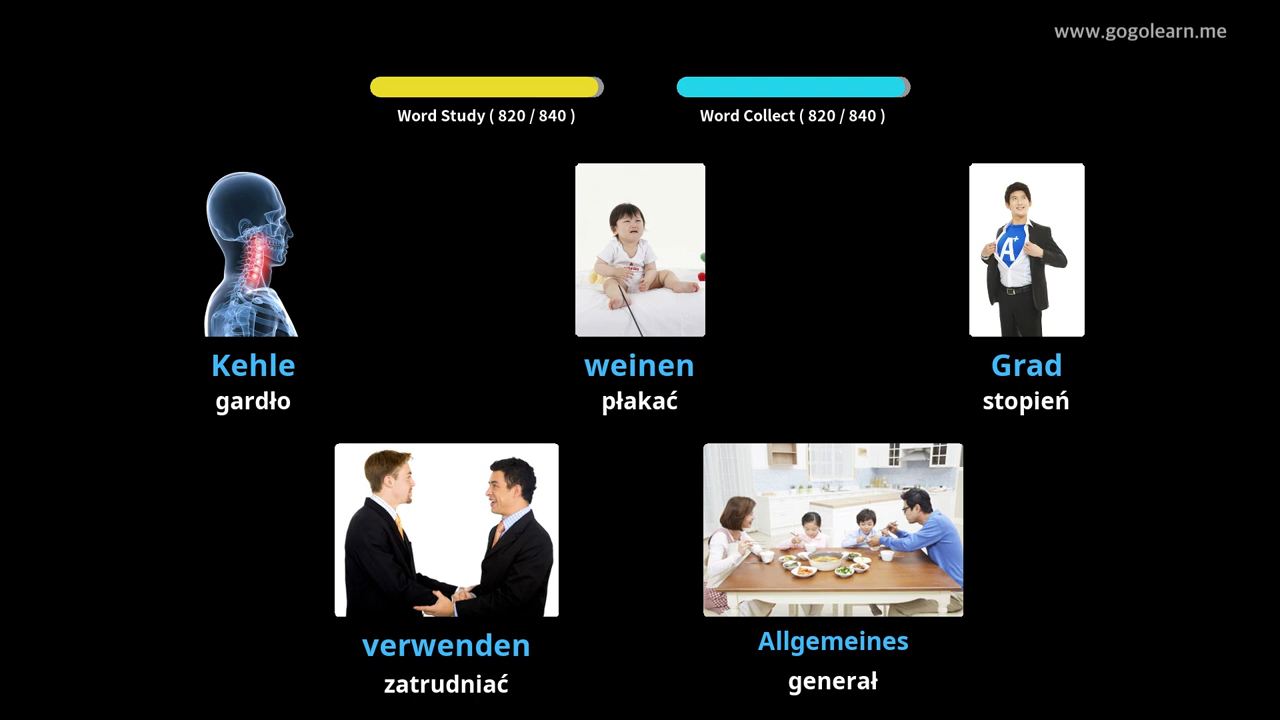 www.gogolearn.me
Word Study ( 820 / 840 )
Word Collect ( 820 / 840 )
A+
Kehle
weinen
Grad
gardło
płakać
stopień
verwenden
Allgemeines
zatrudniać
generał